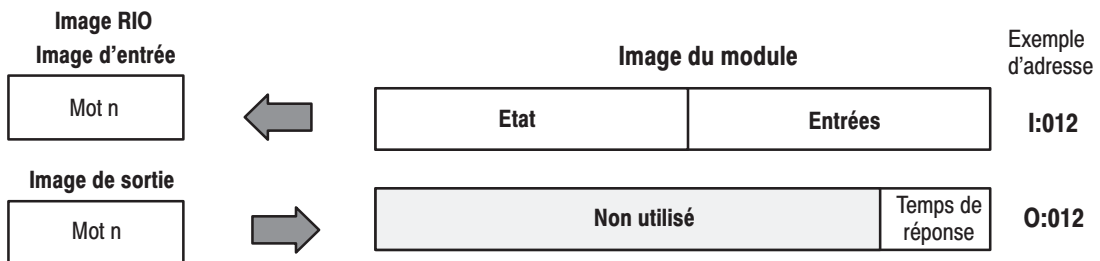 Image RIO
Image d'entrée
Mot n
Image du module
Exemple
d'adresse
Etat
Entrées
I:012
Image de sortie
Mot n
Non utilisé
Temps de
réponse
O:012